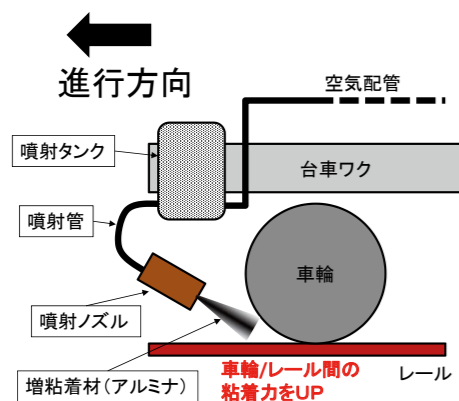 進行方向
空気配管
噴射タンク
台車ワク
噴射管
車輪
噴射ノズル
増粘着材(アルミナ)
車輪/レール間の
粘着力をUP
レール